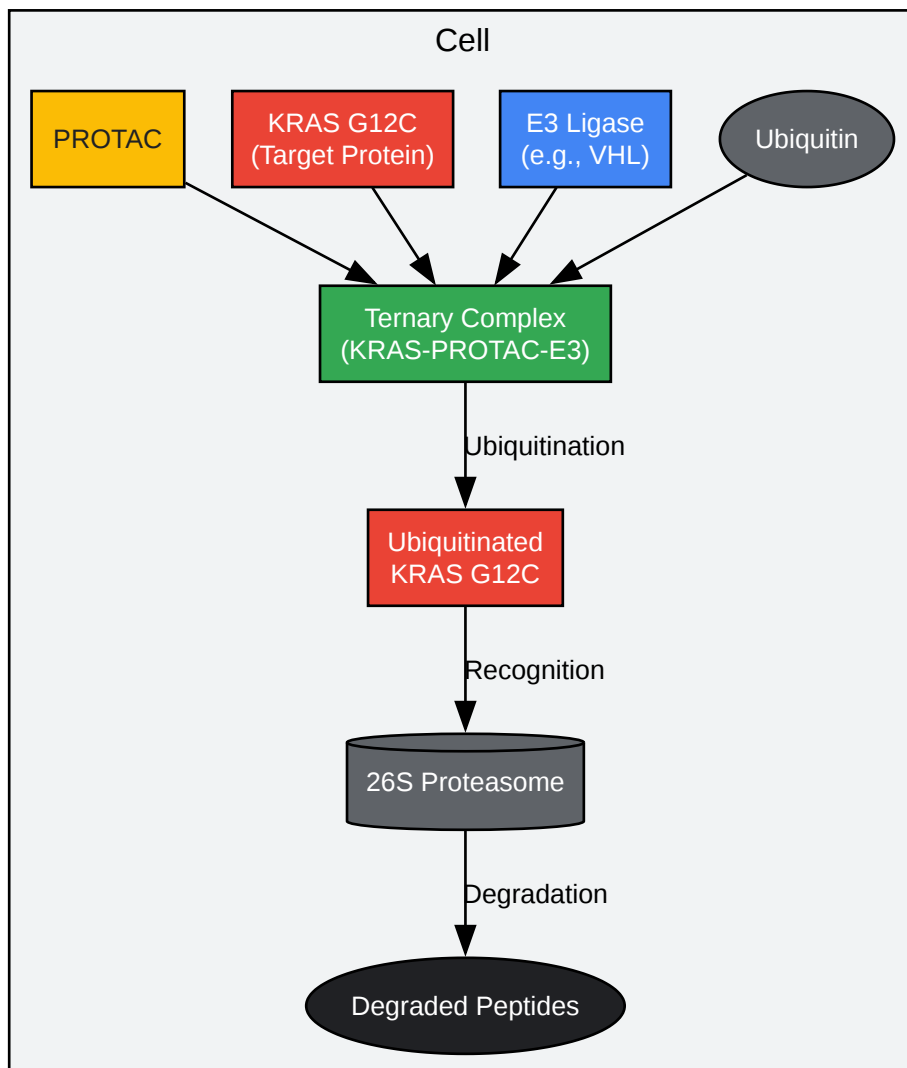 Cell
PROTAC
KRAS G12C
(Target Protein)
E3 Ligase
(e.g., VHL)
Ubiquitin
Ternary Complex
(KRAS-PROTAC-E3)
Ubiquitination
Ubiquitinated
KRAS G12C
Recognition
26S Proteasome
Degradation
Degraded Peptides